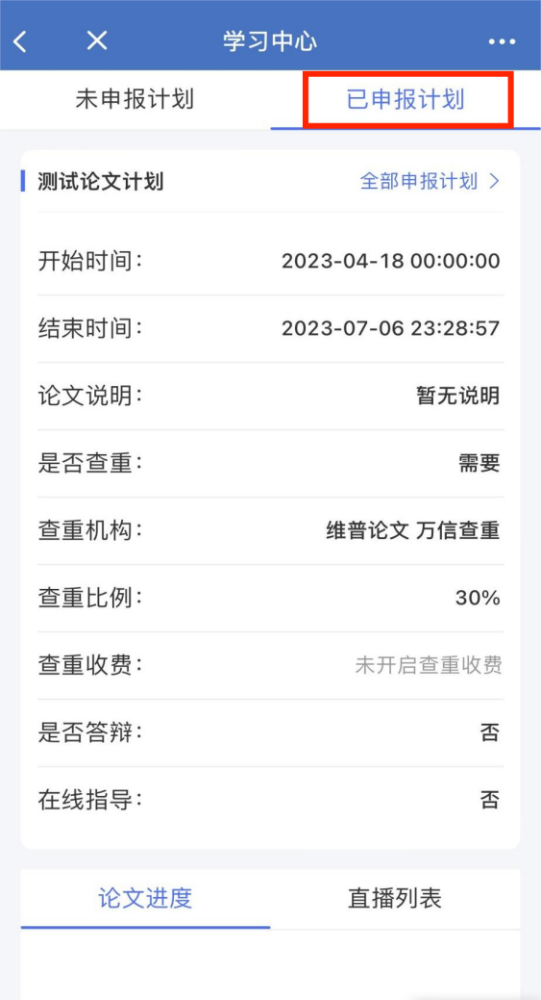 学习中心
未申报计划 已申报计划
测试论文计划 全部申报计划
开始时间： 2023-04-18 00:00:00
结束时间： 2023-07-06 23:28:57
论文说明： 暂无说明
是否查重： 需要
查重机构： 维普论文 万信查重
查重比例： 30%
查重收费： 未开启查重收费
是否答辩： 否
在线指导： 否
论文进度 直播列表